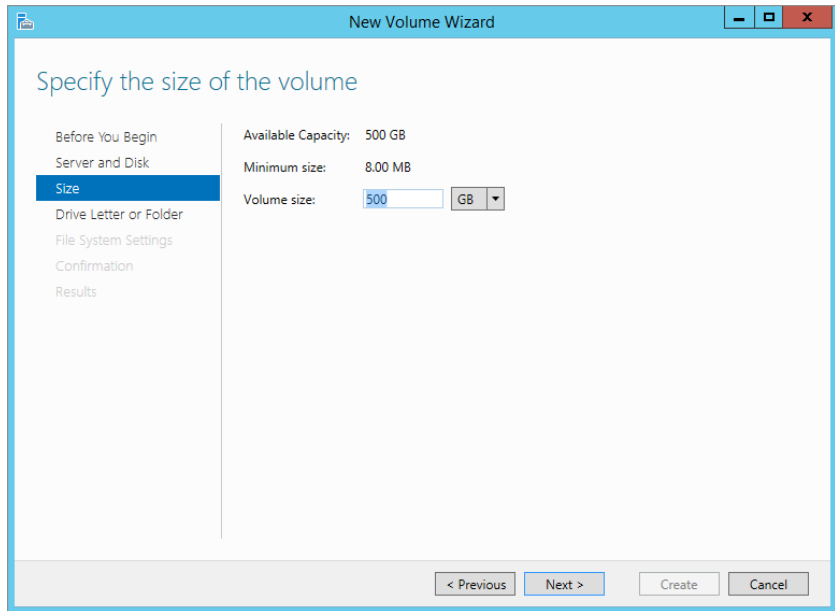 New Volume Wizard
Specify the size of the volume
Before You Begin
Server and Disk
Size
Drive Letter or Folder
File System Settings
Confirmation
Results
Available Capacity: 500 GB
Minimum size: 8.00 MB
Volume size: 500 GB
< Previous Next > Create Cancel